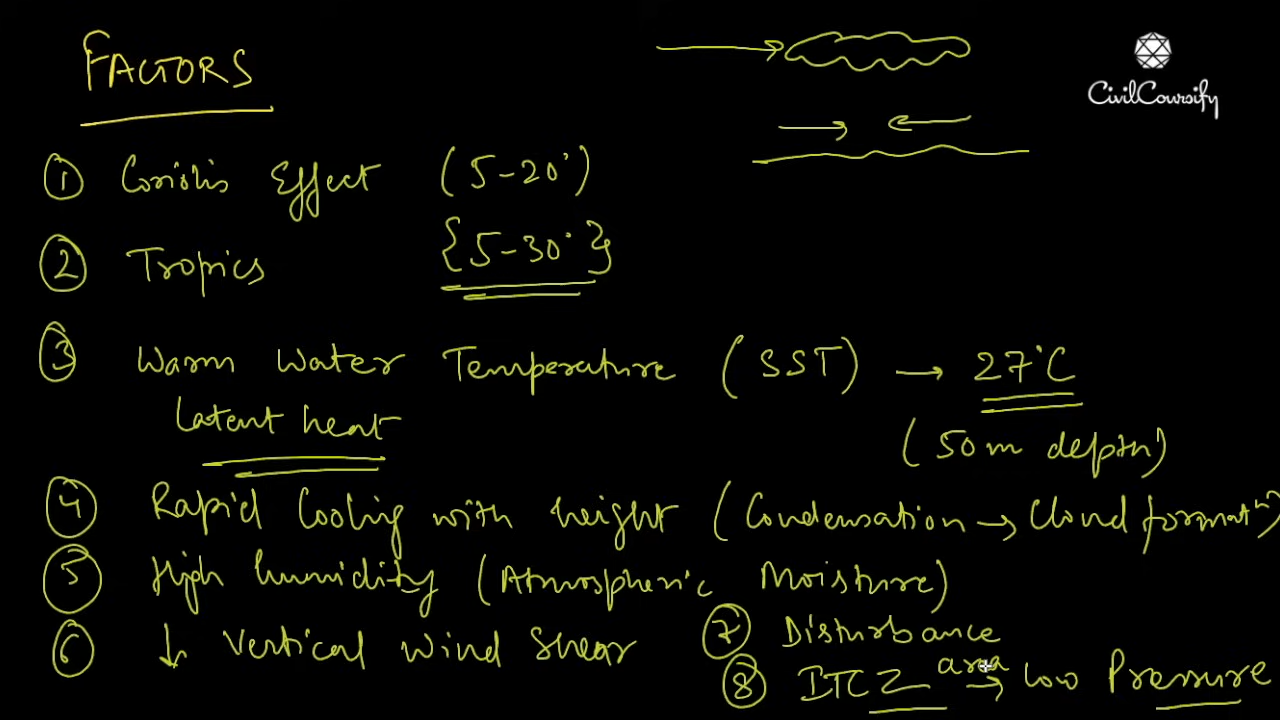 FACTORS
CivilCoursify
① Coriolis Effect (5-20°)
② Tropics {5-30°}
③ Warm Water Temperature (SST) → 27°C
Latent heat
(50m depth)
④ Rapid Cooling with height (Condensation → Cloud formatn)
⑤ High humidity (Atmospheric Moisture)
⑥ ↓ Vertical Wind Shear
⑦ Disturbance
⑧ ITCZ area → low Pressure